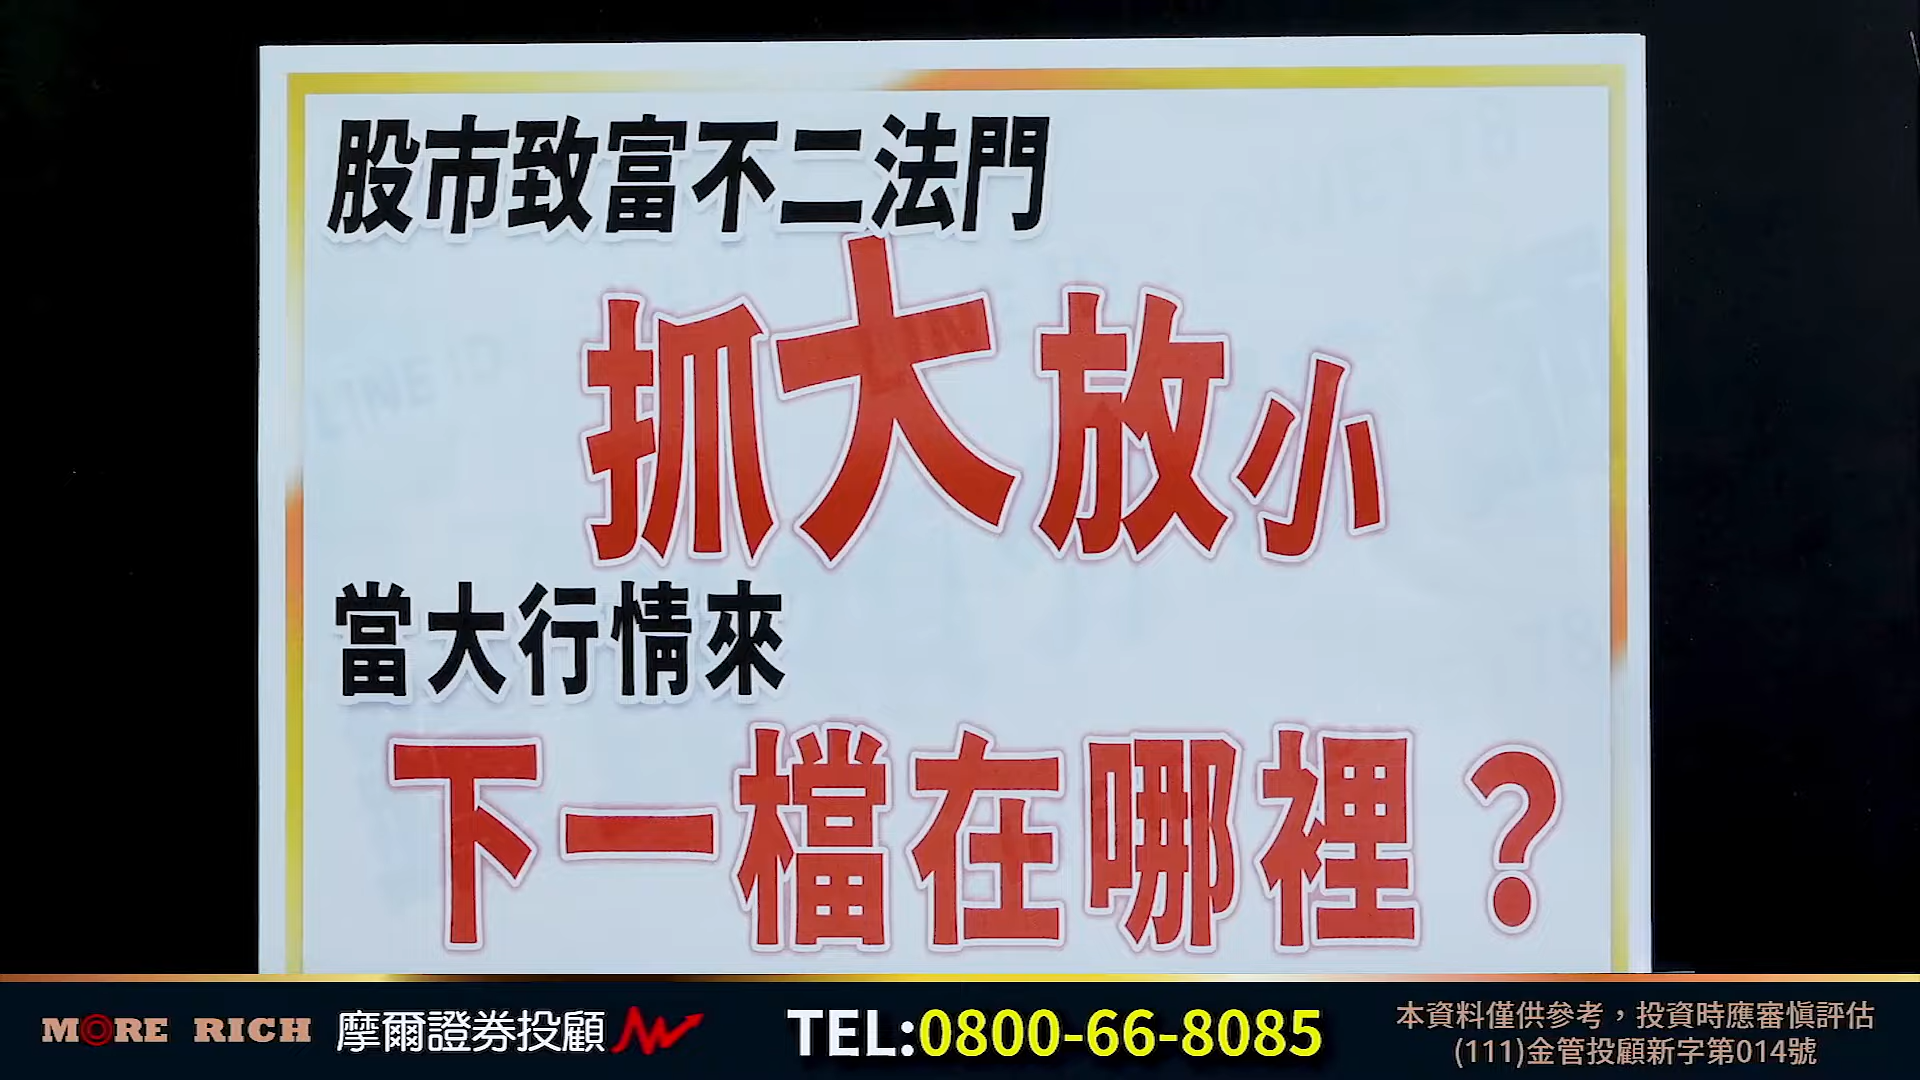 股市致富不二法門
抓大放小
當大行情來
下一檔在哪裡？
MORE RICH 摩爾證券投顧 TEL:0800-66-8085
本資料僅供參考，投資時應審慎評估
(111)金管投顧新字第014號